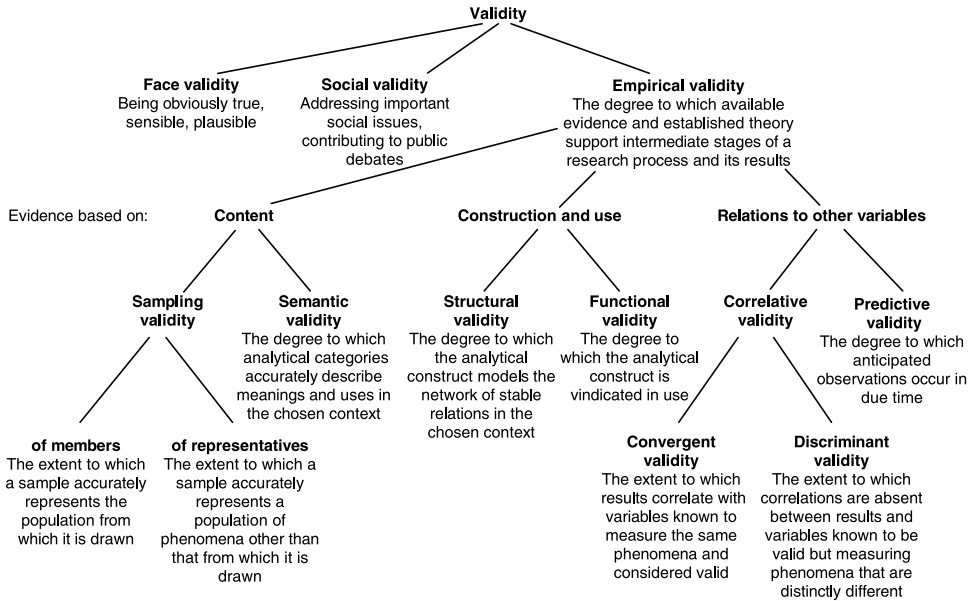 Validity
Face validity
Being obviously true,
sensible, plausible
Social validity
Addressing important
social issues,
contributing to public
debates
Empirical validity
The degree to which available
evidence and established theory
support intermediate stages of a
research process and its results
Evidence based on:
Content
Construction and use
Relations to other variables
Sampling
validity
Semantic
validity
The degree to which
analytical categories
accurately describe
meanings and uses in
the chosen context
Structural
validity
The degree to which
the analytical
construct models the
network of stable
relations in the
chosen context
Functional
validity
The degree to
which the analytical
construct is
vindicated in use
Correlative
validity
Predictive
validity
The degree to which
anticipated
observations occur in
due time
of members
The extent to which
a sample accurately
represents the
population from
which it is drawn
of representatives
The extent to which a
sample accurately
represents a
population of
phenomena other than
that from which it is
drawn
Convergent
validity
The extent to which
results correlate with
variables known to
measure the same
phenomena and
considered valid
Discriminant
validity
The extent to which
correlations are absent
between results and
variables known to be
valid but measuring
phenomena that are
distinctly different